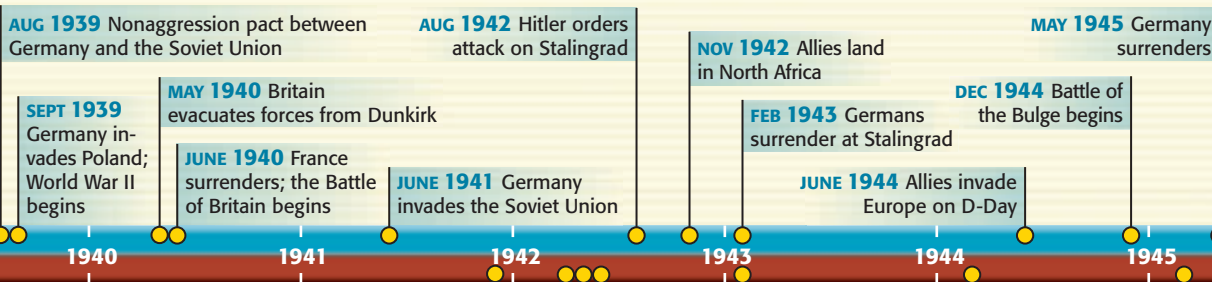 AUG 1939 Nonaggression pact between
Germany and the Soviet Union
SEPT 1939
Germany in-
vades Poland;
World War II
begins
MAY 1940 Britain
evacuates forces from Dunkirk
JUNE 1940 France
surrenders; the Battle
of Britain begins
JUNE 1941 Germany
invades the Soviet Union
AUG 1942 Hitler orders
attack on Stalingrad
NOV 1942 Allies land
in North Africa
FEB 1943 Germans
surrender at Stalingrad
JUNE 1944 Allies invade
Europe on D-Day
DEC 1944 Battle of
the Bulge begins
MAY 1945 Germany
surrenders
1940 1941 1942 1943 1944 1945